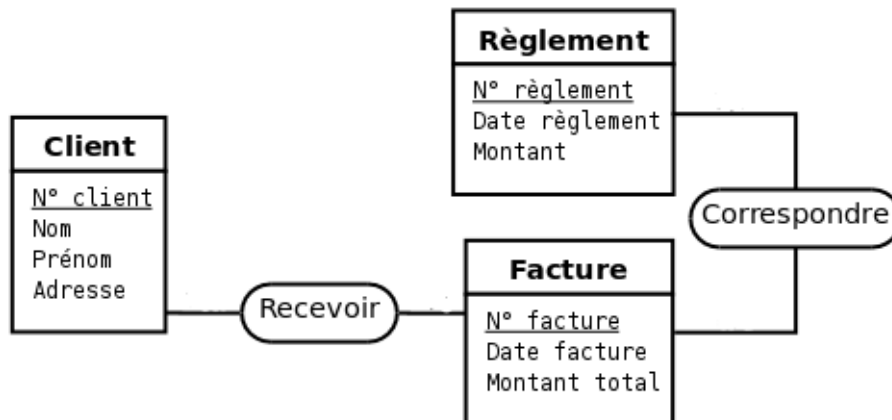 Règlement
N° règlement
Date règlement
Montant
Client
N° client
Nom
Prénom
Adresse
Correspondre
Recevoir
Facture
N° facture
Date facture
Montant total